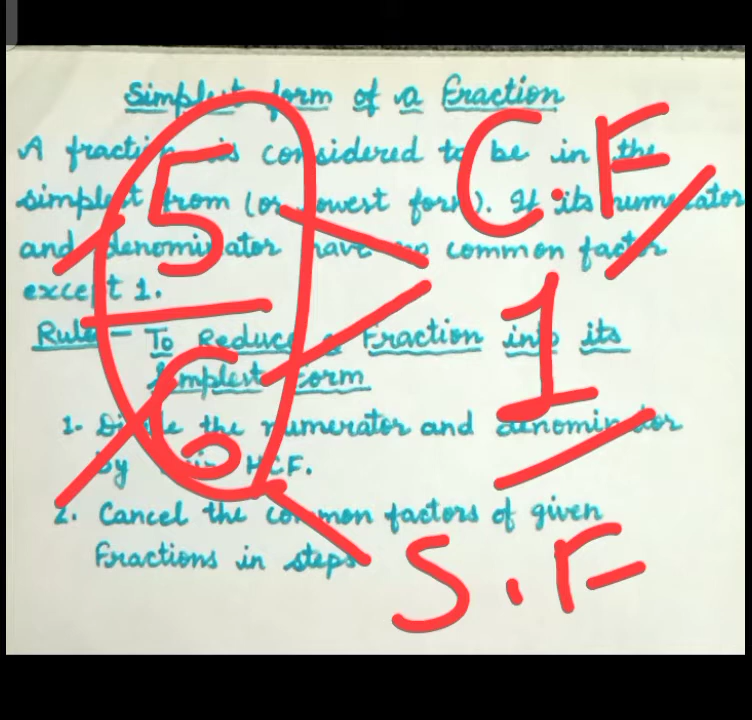 Simplest form of a Fraction
A fraction is considered to be in the
simplest from (or lowest form). If its numerator
and denominator have no common factor
except 1.
Rule - To Reduce a Fraction into its
Simplest Form
1. Divide the numerator and denominator
by their HCF.
2. Cancel the common factors of given
Fractions in steps
5
6
C.F
1
S.F